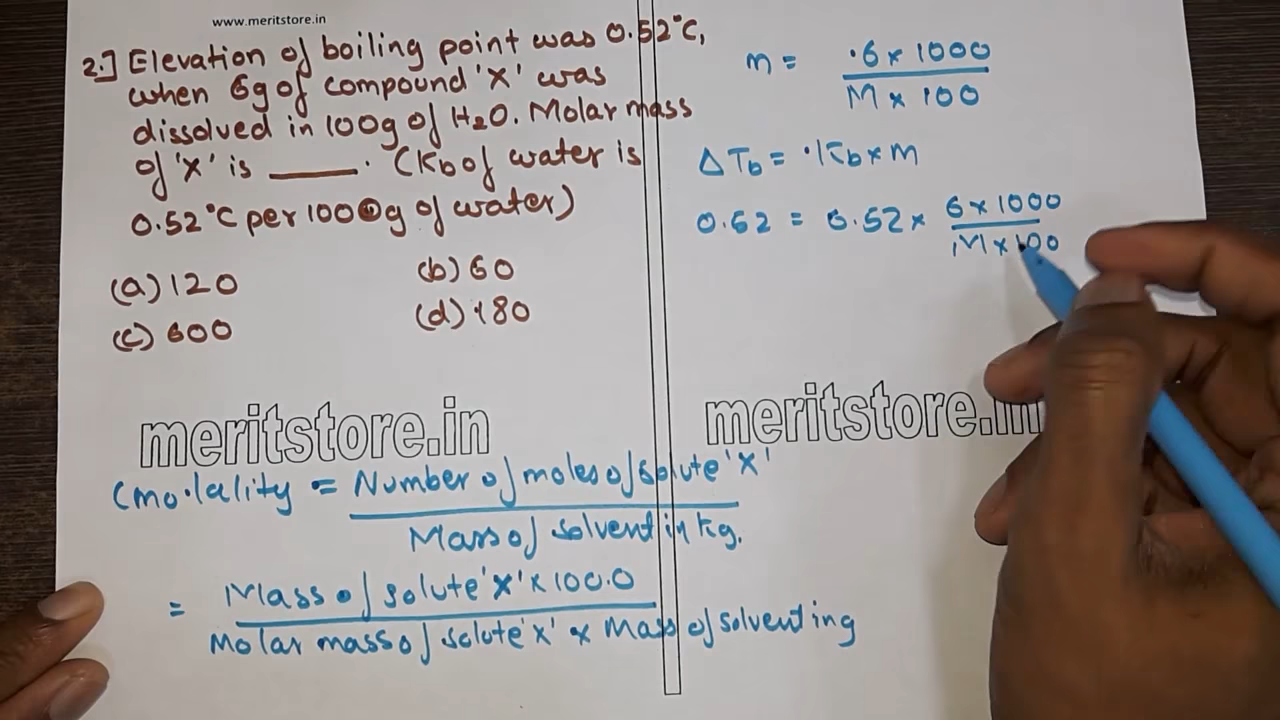 www.meritstore.in
2.] Elevation of boiling point was 0.52°C,
when 6g of compound 'X' was
dissolved in 100g of H₂O. Molar mass
of 'X' is _____. (Kb of water is
0.52°C per 1000g of water)
(a) 120
(b) 60
(c) 600
(d) 180
meritstore.in
(molality = Number of moles of solute 'X'
Mass of solvent in kg.
= Mass of solute 'X' × 1000
Molar mass of solute 'X' × Mass of solvent in g
m = 6 × 1000
M × 100
ΔTb = Kb × m
0.52 = 0.52 × 6 × 1000
M × 100
meritstore.in